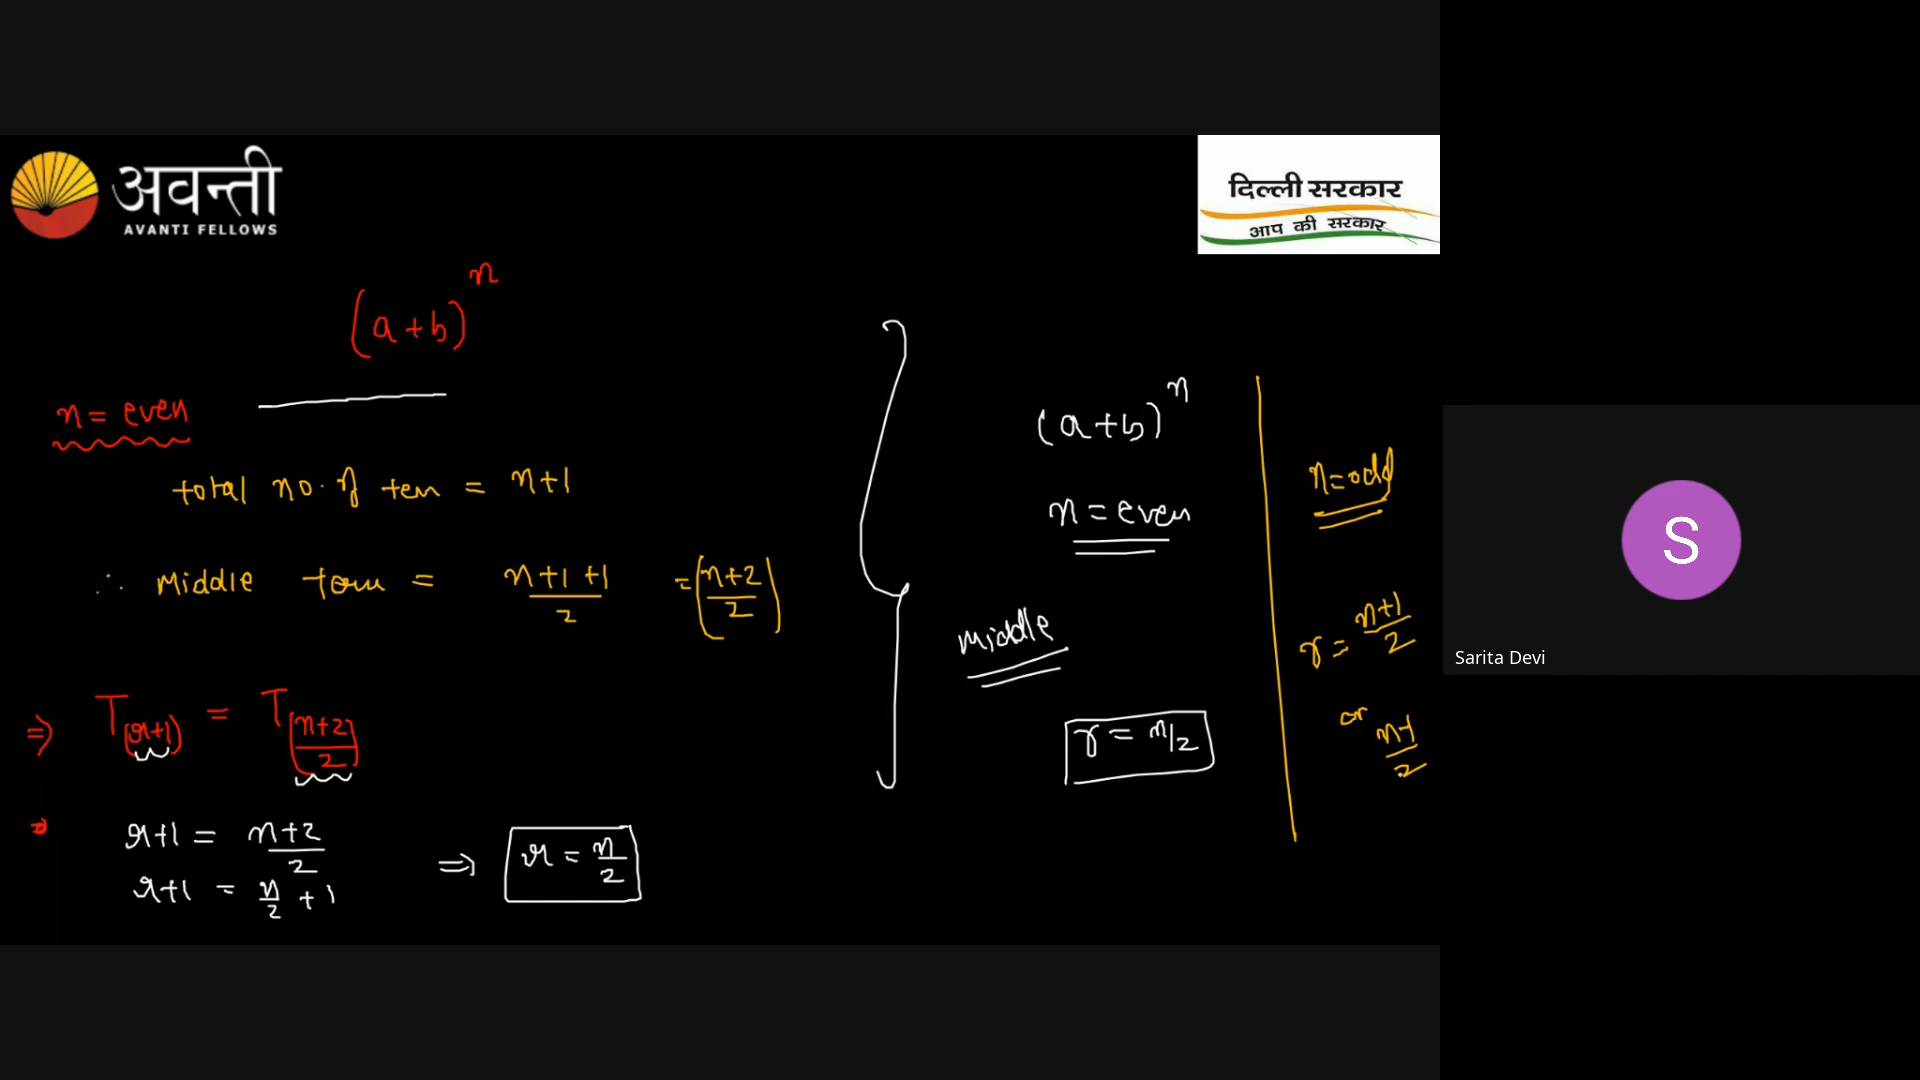 अवन्ती
AVANTI FELLOWS
दिल्ली सरकार
आप की सरकार
(a+b)^n
n = even
total no. of term = n+1
∴ Middle term = (n+1+1)/2 = ((n+2)/2)
⇒ T_(r+1) = T_((n+2)/2)
r+1 = (n+2)/2
r+1 = n/2 + 1 ⇒ r = n/2
(a+b)^n
n = even
Middle
r = n/2
n = odd
r = (n+1)/2
or (n-1)/2
S
Sarita Devi